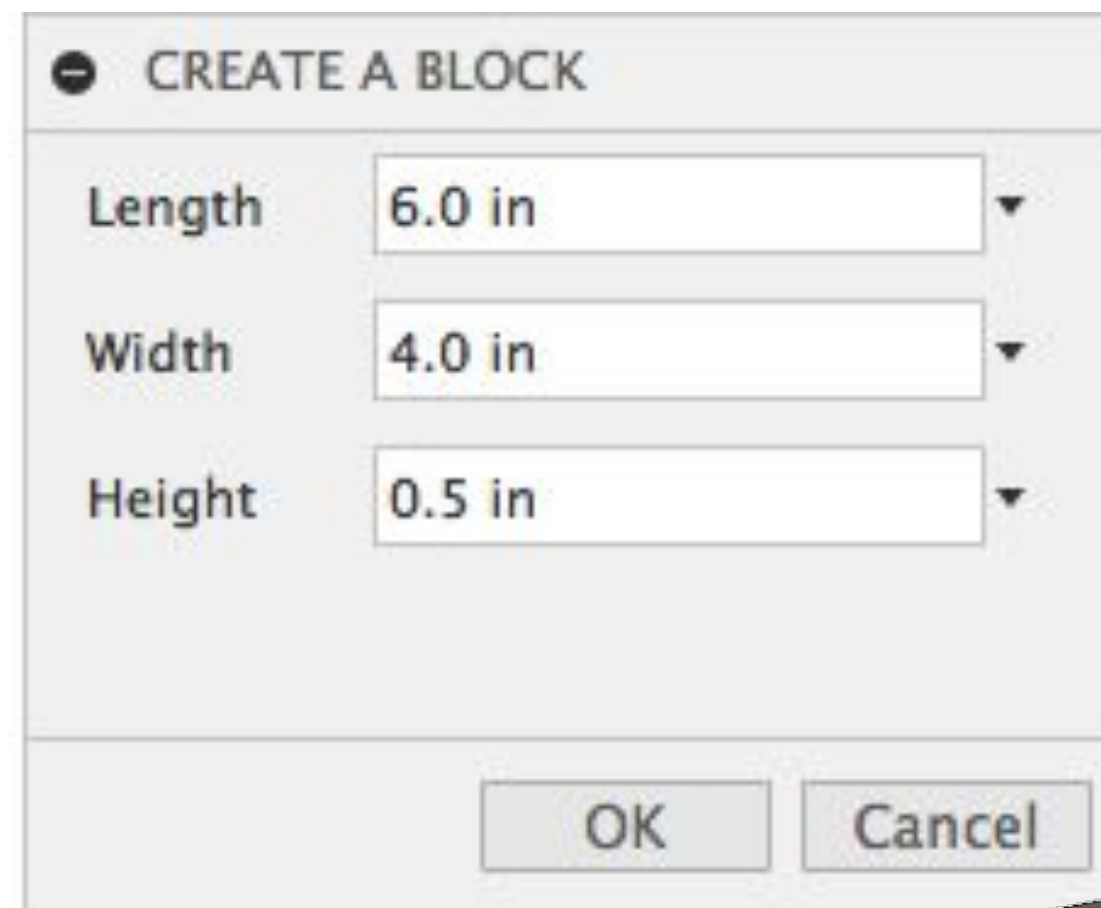 CREATE A BLOCK
Length 6.0 in
Width 4.0 in
Height 0.5 in
OK Cancel